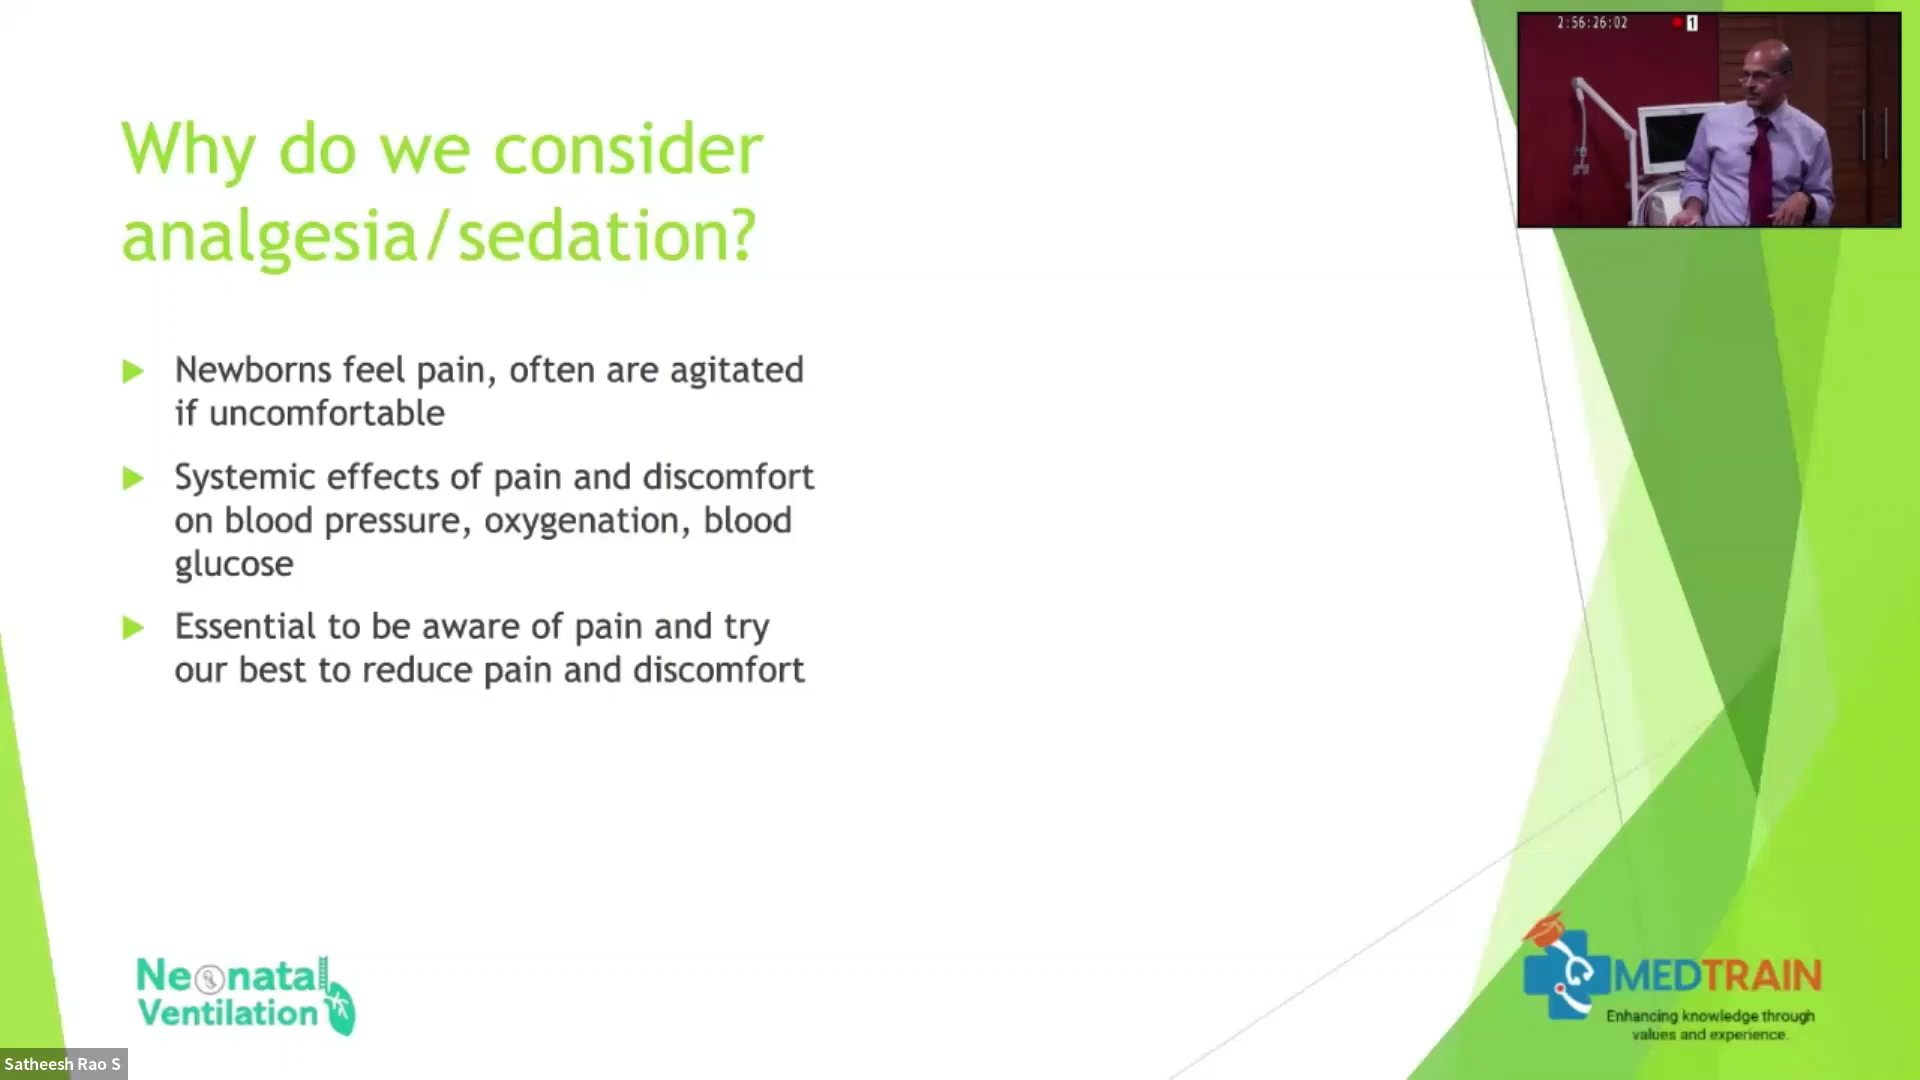 2:56:26:02
1
Why do we consider
analgesia/sedation?
Newborns feel pain, often are agitated
if uncomfortable
Systemic effects of pain and discomfort
on blood pressure, oxygenation, blood
glucose
Essential to be aware of pain and try
our best to reduce pain and discomfort
Neonatal
Ventilation
MEDTRAIN
Enhancing knowledge through
values and experience.
Satheesh Rao S